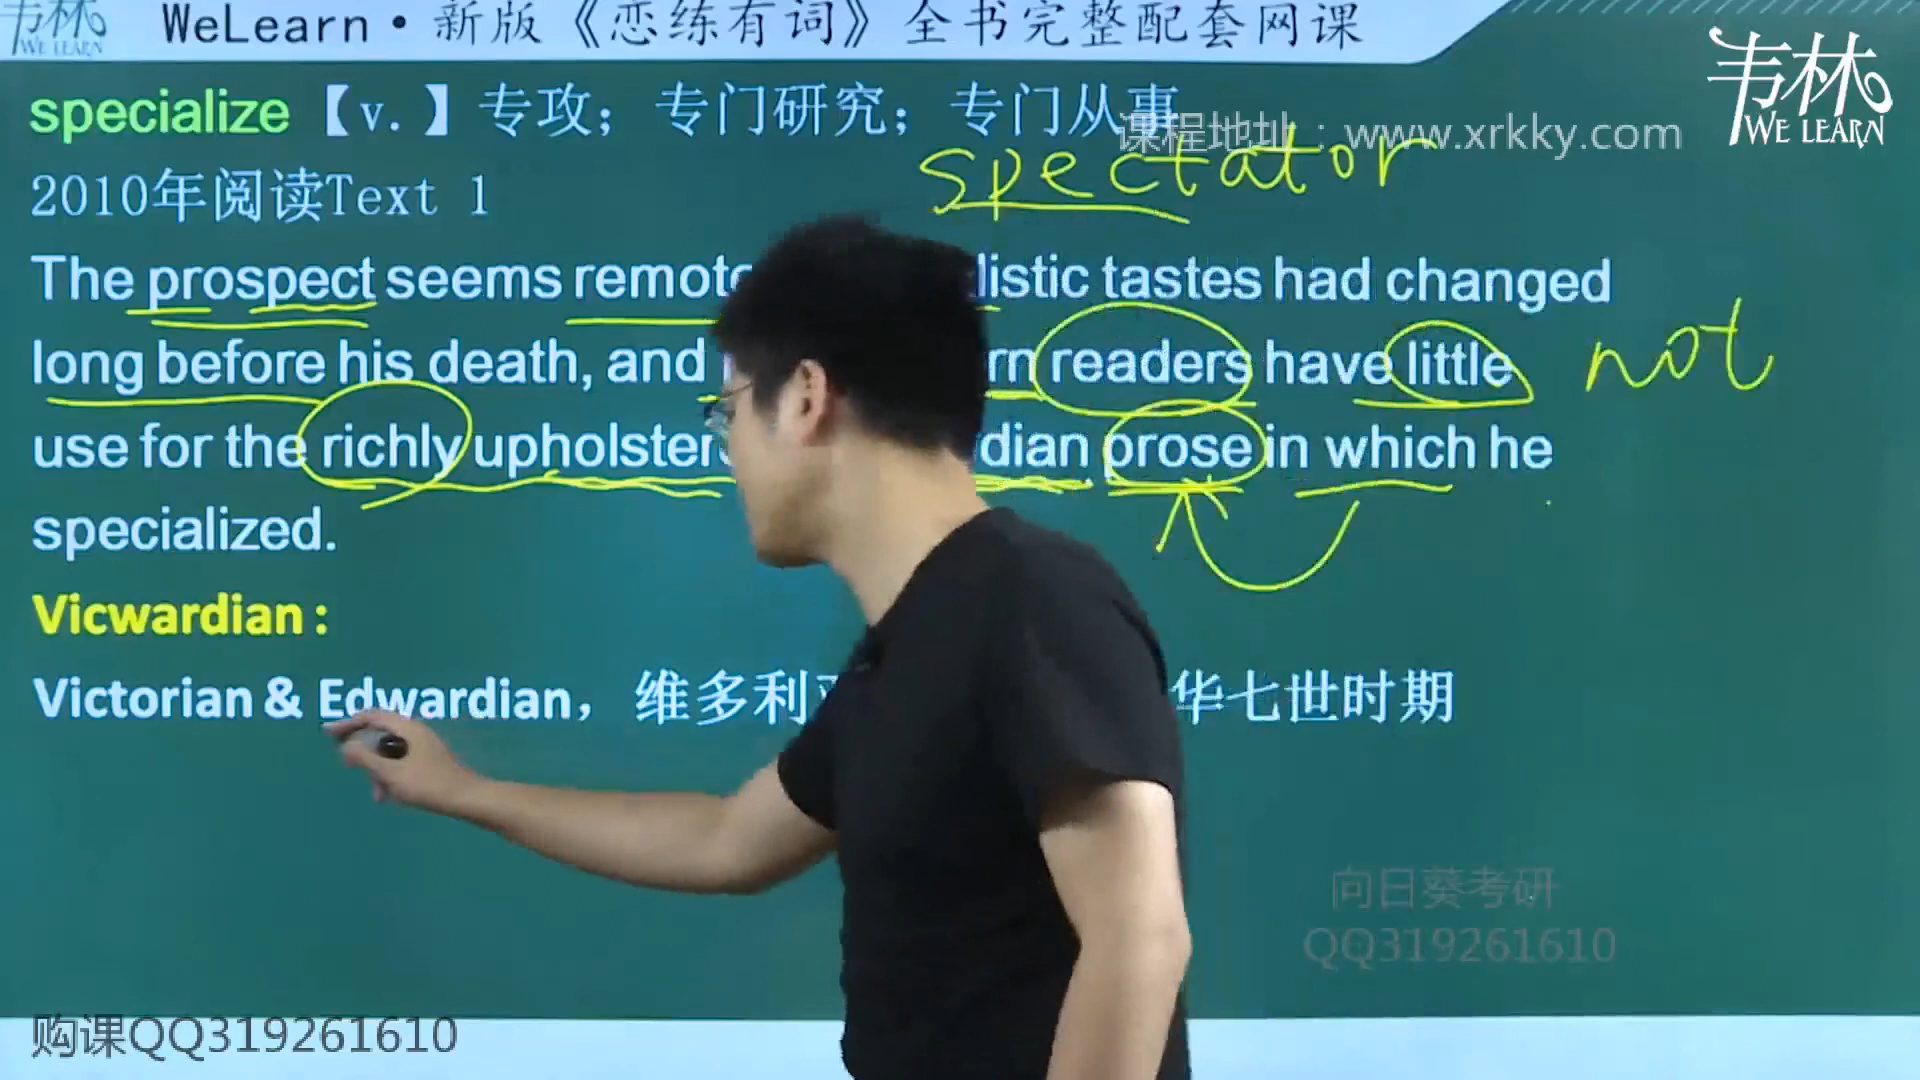 韦林 WE LEARN
WeLearn·新版《恋练有词》全书完整配套网课
韦林
WE LEARN
specialize【v.】专攻；专门研究；专门从事
课程地址：www.xrkky.com
spectator
2010年阅读Text 1
The prospect seems listic tastes had changed
long before his death, and readers have little
not
use for the richly prose in which he
specialized.
Vicwardian :
Victorian & Edwardian，维多利 华七世时期
向日葵考研
QQ319261610
购课QQ319261610